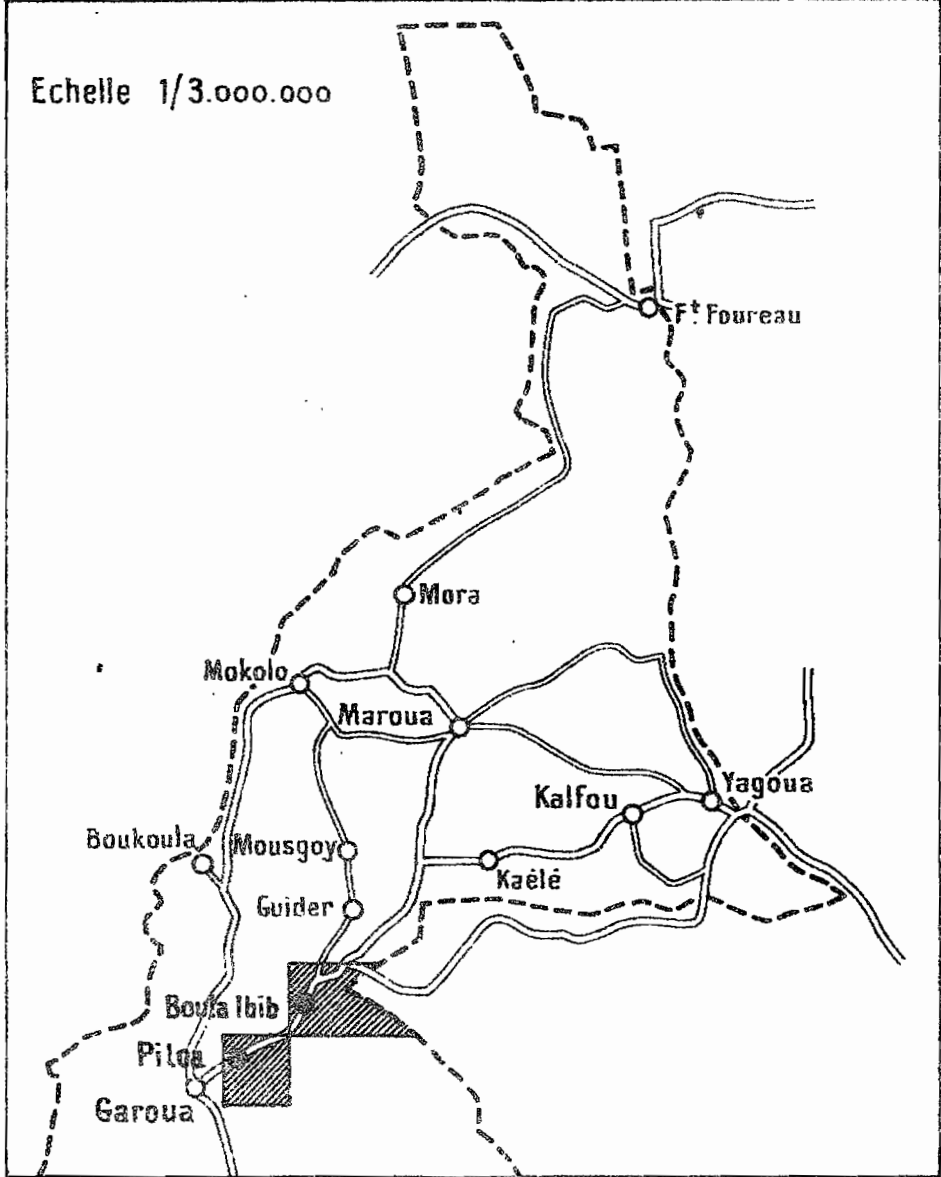 Echelle 1/3.000.000
Ft. Foureau
Mora
Mokolo
Maroua
Yagoua
Kalfou
Boukoula
Mousgoy
Kaélé
Guider
Boula Ibib
Pitoa
Garoua